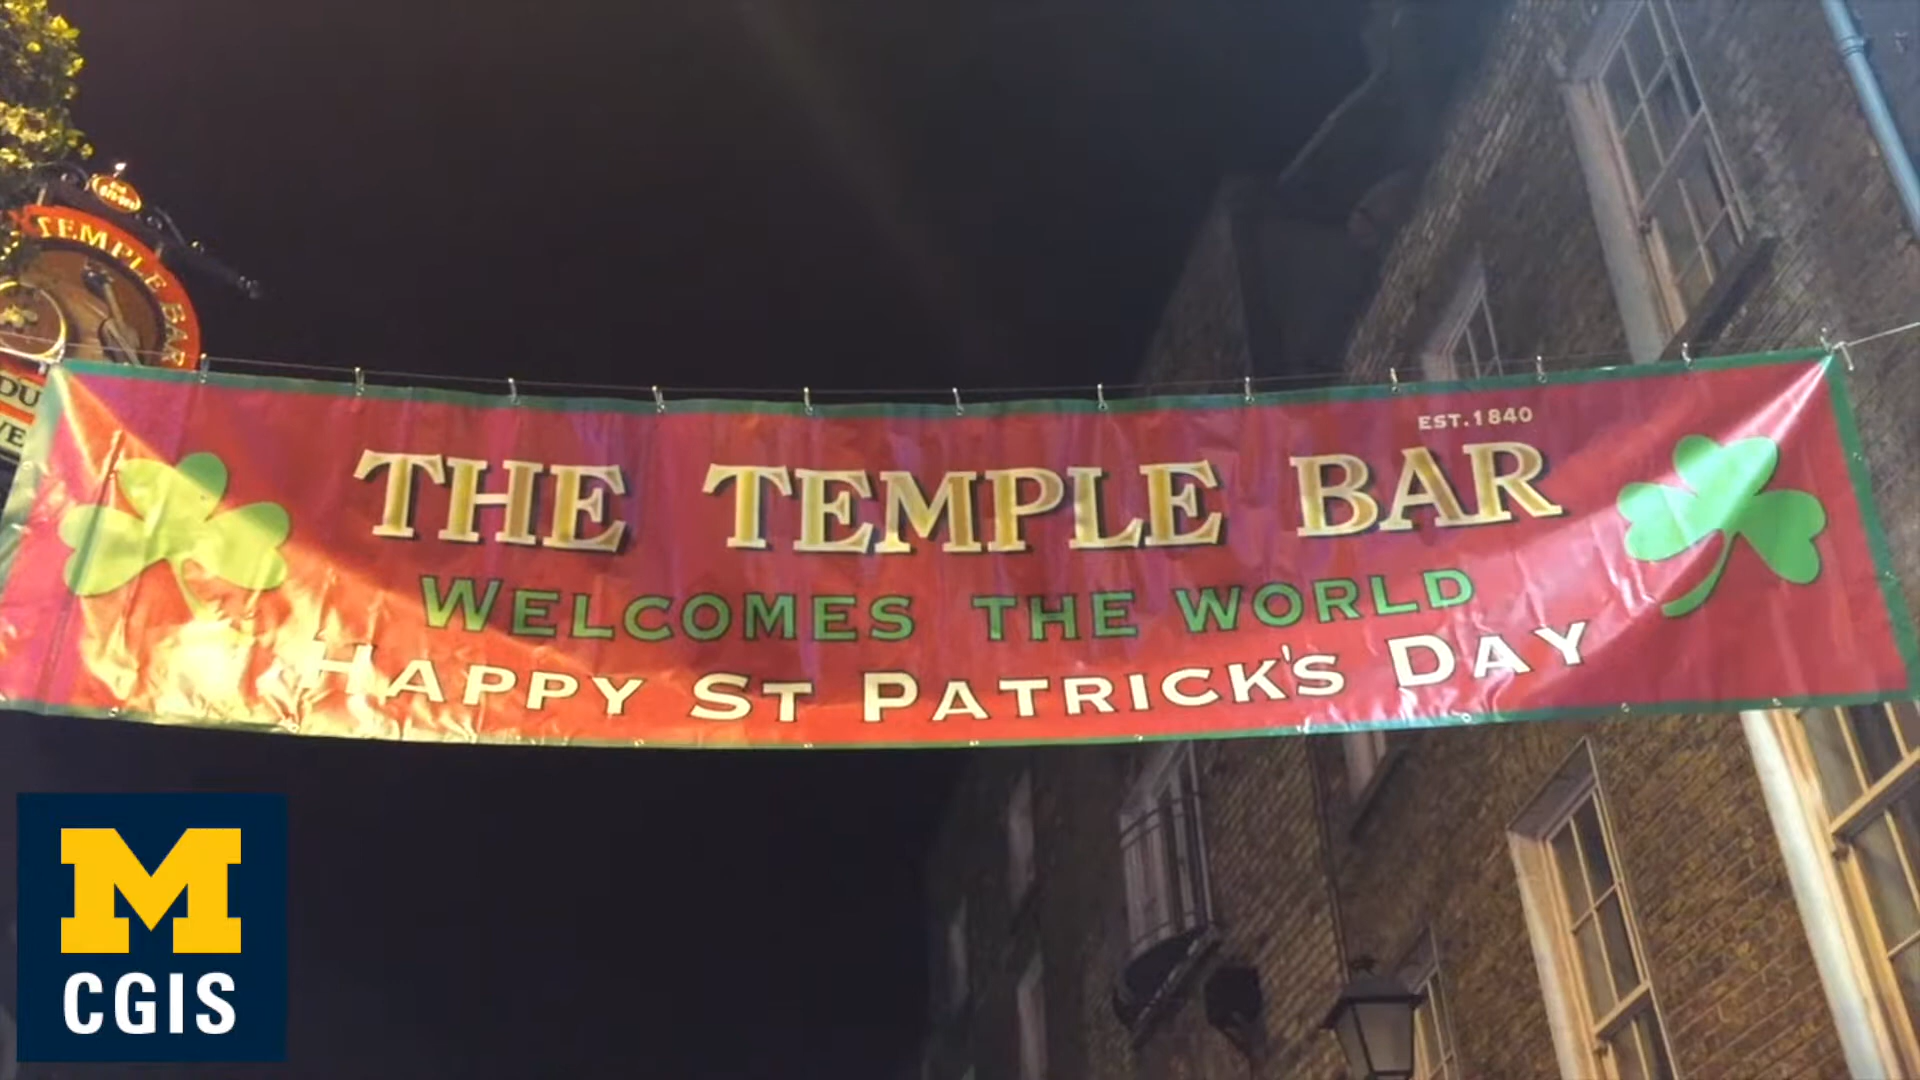 TEMPLE BAR
EST.1840
THE TEMPLE BAR
WELCOMES THE WORLD
HAPPY ST PATRICK'S DAY
M
CGIS